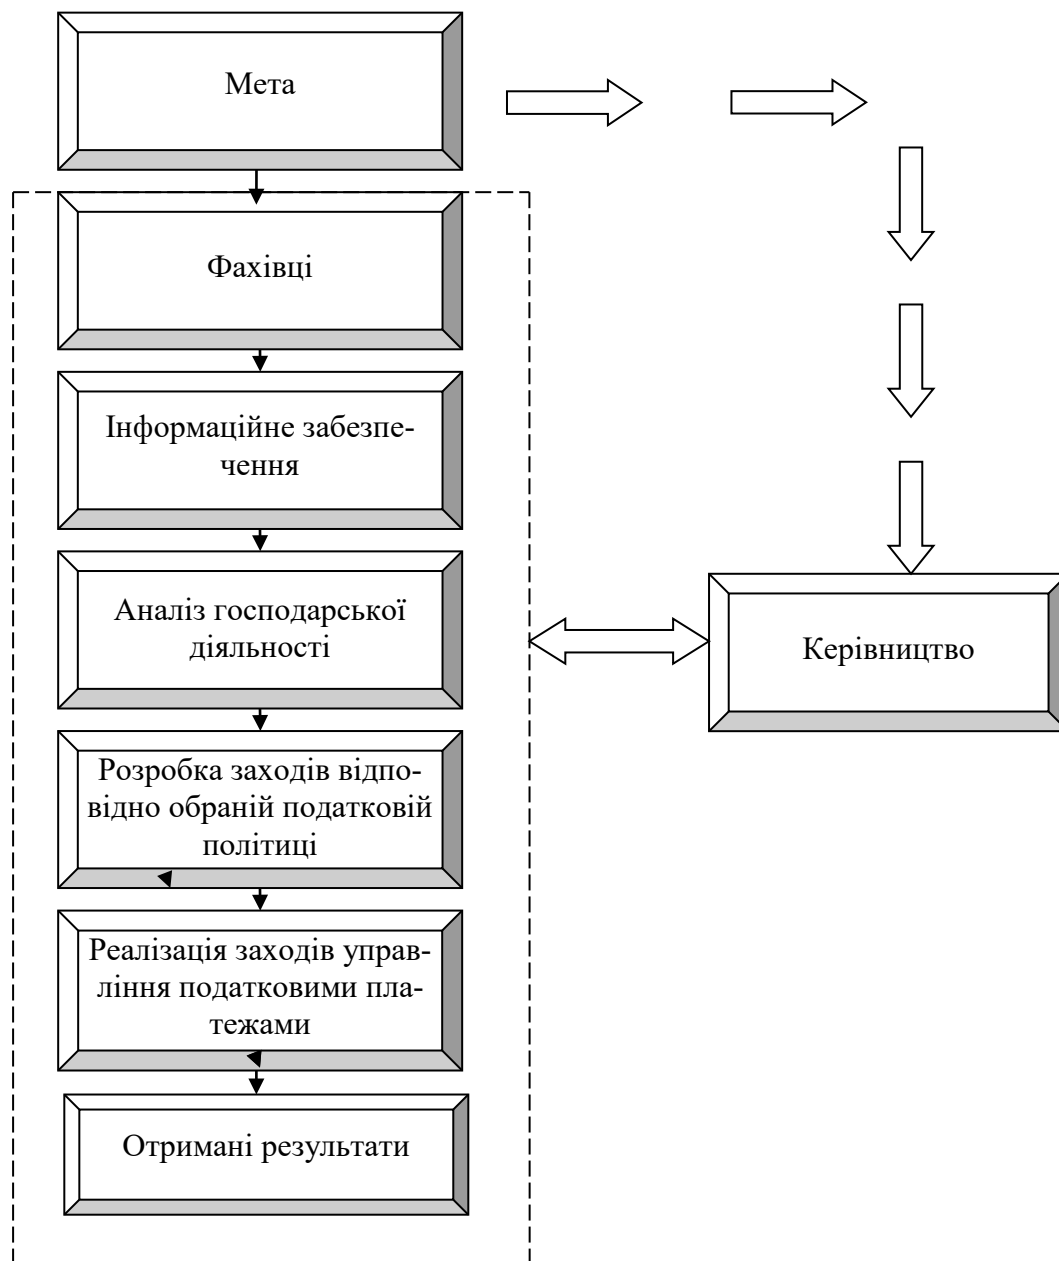 Мета
Фахівці
Інформаційне забезпе-
чення
Аналіз господарської
діяльності
Керівництво
Розробка заходів відпо-
відно обраній податковій
політиці
Реалізація заходів управ-
ління податковими пла-
тежами
Отримані результати